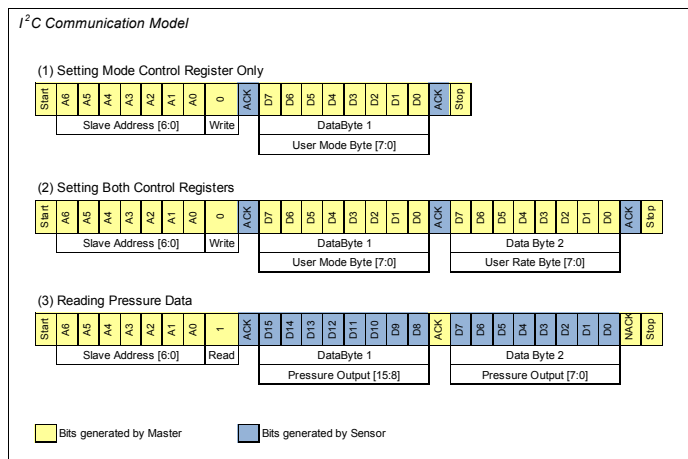 I²C Communication Model
(1) Setting Mode Control Register Only
Start A6 A5 A4 A3 A2 A1 A0 0 ACK D7 D6 D5 D4 D3 D2 D1 D0 ACK Stop
Slave Address [6:0] Write DataByte 1
User Mode Byte [7:0]
(2) Setting Both Control Registers
Start A6 A5 A4 A3 A2 A1 A0 0 ACK D7 D6 D5 D4 D3 D2 D1 D0 ACK D7 D6 D5 D4 D3 D2 D1 D0 ACK Stop
Slave Address [6:0] Write DataByte 1 Data Byte 2
User Mode Byte [7:0] User Rate Byte [7:0]
(3) Reading Pressure Data
Start A6 A5 A4 A3 A2 A1 A0 1 ACK D15 D14 D13 D12 D11 D10 D9 D8 ACK D7 D6 D5 D4 D3 D2 D1 D0 NACK Stop
Slave Address [6:0] Read DataByte 1 Data Byte 2
Pressure Output [15:8] Pressure Output [7:0]
Bits generated by Master Bits generated by Sensor